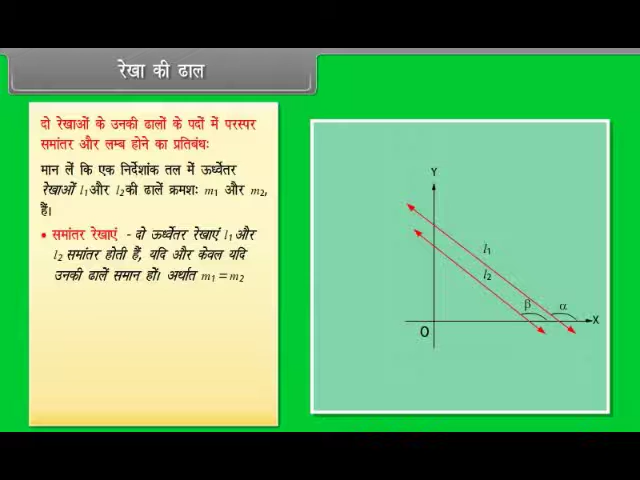 रेखा की ढाल
दो रेखाओं के उनकी ढालों के पदों में परस्पर
समांतर और लम्ब होने का प्रतिबंधः
मान लें कि एक निर्देशांक तल में ऊर्ध्वेतर
रेखाओं l₁ और l₂ की ढालें क्रमशः m₁ और m₂,
हैं।
• समांतर रेखाएं - दो ऊर्ध्वेतर रेखाएं l₁ और
l₂ समांतर होती हैं, यदि और केवल यदि
उनकी ढालें समान हों। अर्थात m₁ = m₂
Y
l₁
l₂
β α
X
O